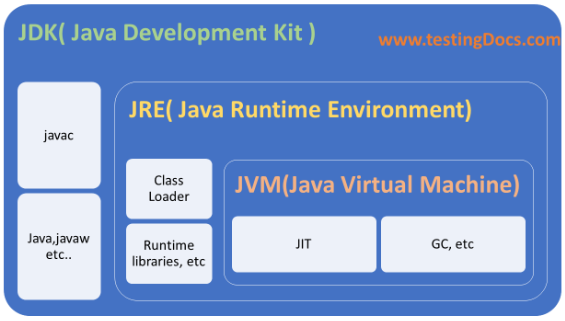 JDK( Java Development Kit )
www.testingDocs.com
javac
Java,javaw
etc..
JRE( Java Runtime Environment)
Class
Loader
Runtime
libraries, etc
JVM(Java Virtual Machine)
JIT
GC, etc